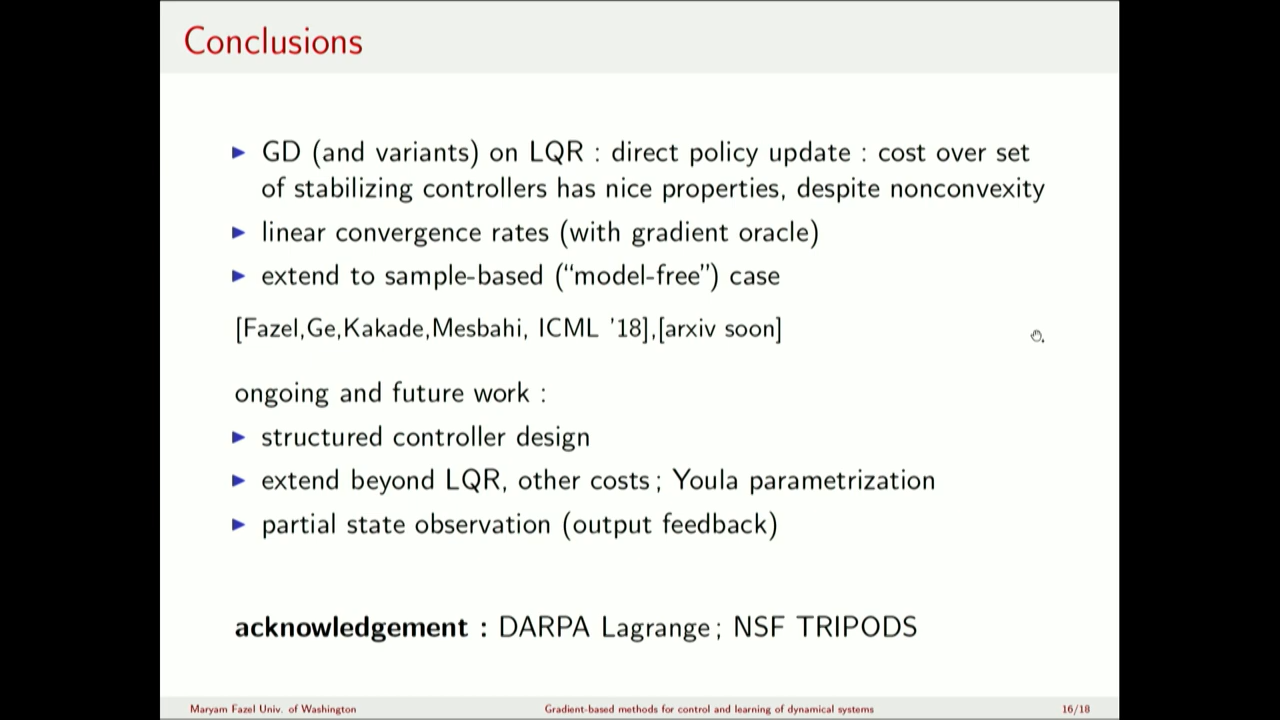 Conclusions
► GD (and variants) on LQR : direct policy update : cost over set
of stabilizing controllers has nice properties, despite nonconvexity
► linear convergence rates (with gradient oracle)
► extend to sample-based (“model-free”) case
[Fazel,Ge,Kakade,Mesbahi, ICML ’18],[arxiv soon]
ongoing and future work :
► structured controller design
► extend beyond LQR, other costs ; Youla parametrization
► partial state observation (output feedback)
acknowledgement : DARPA Lagrange ; NSF TRIPODS
Maryam Fazel Univ. of Washington Gradient-based methods for control and learning of dynamical systems 16/18